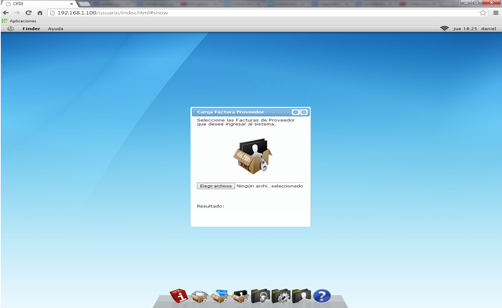 CFDI
192.168.1.100/usuario/index.html#show
Aplicaciones
Finder Ayuda
jue 18:25 daniel
Carga Factura Proveedor
Seleccione las Facturas de Proveedor
que desee ingresar al sistema.
Elegir archivos Ningún archi...seleccionado
Resultado: